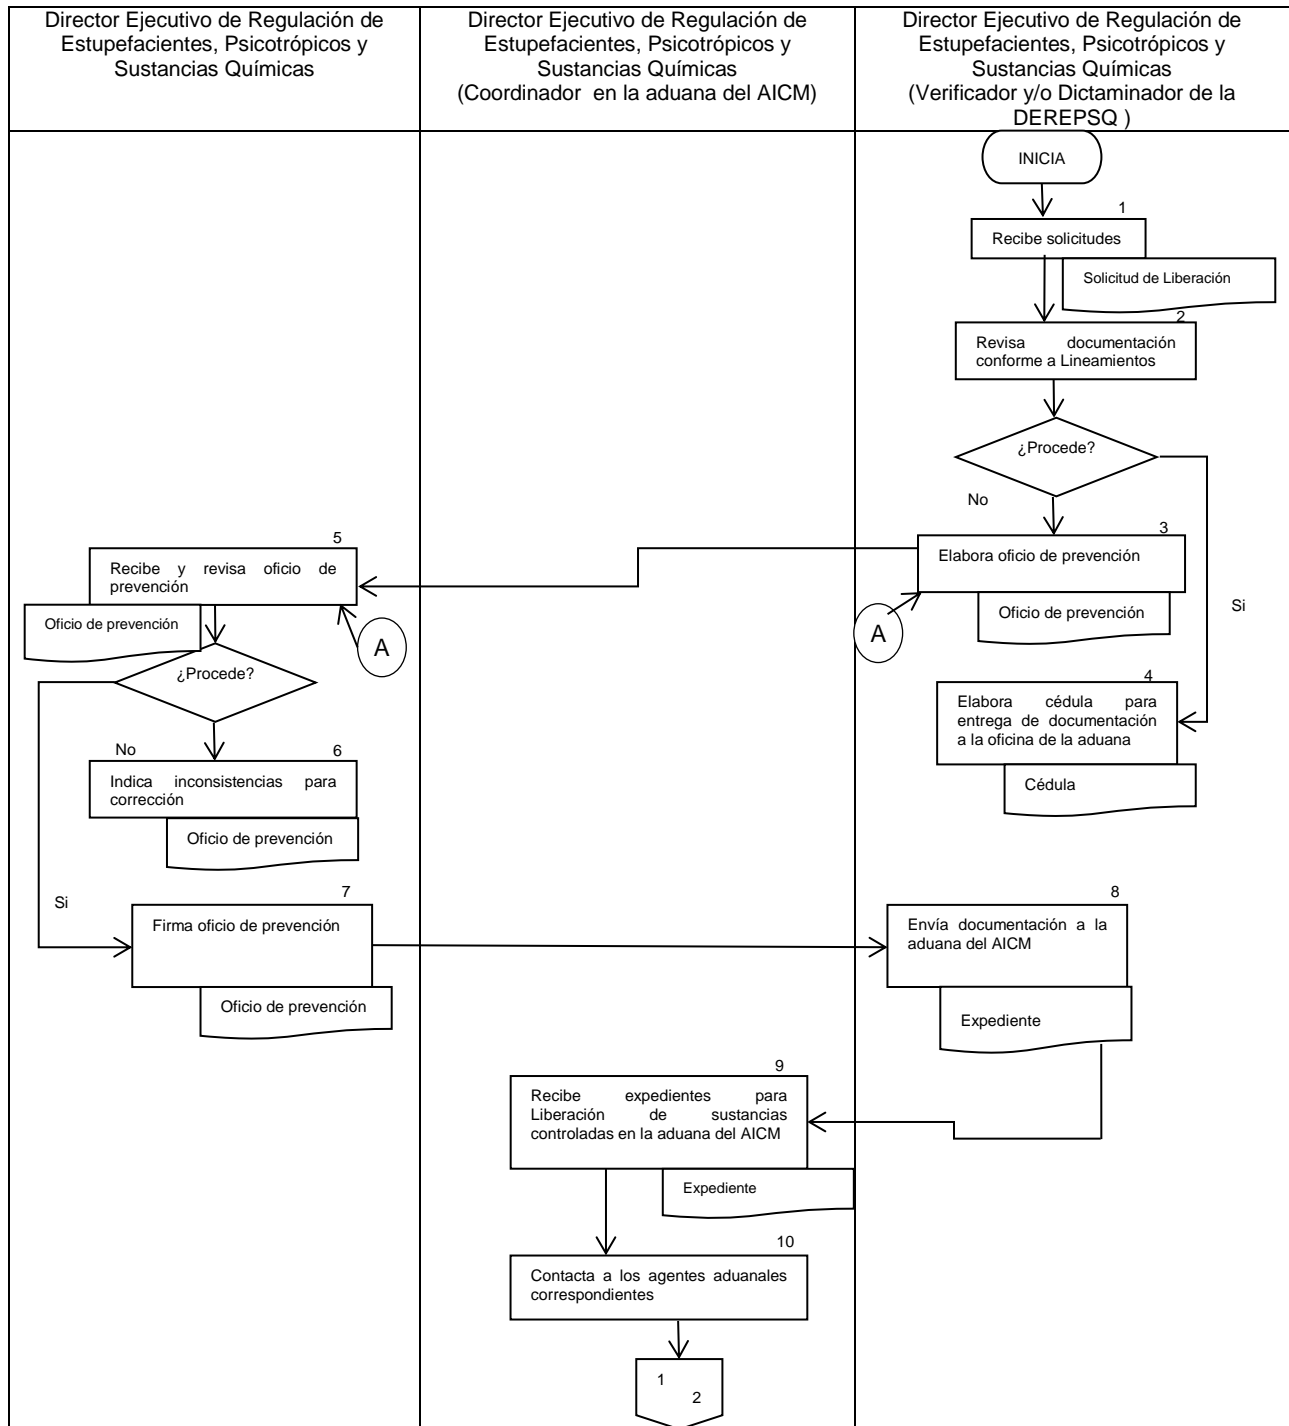 Director Ejecutivo de Regulación de
Estupefacientes, Psicotrópicos y
Sustancias Químicas
Director Ejecutivo de Regulación de
Estupefacientes, Psicotrópicos y
Sustancias Químicas
(Coordinador en la aduana del AICM)
Director Ejecutivo de Regulación de
Estupefacientes, Psicotrópicos y
Sustancias Químicas
(Verificador y/o Dictaminador de la
DEREPSQ )
INICIA
1
Recibe solicitudes
Solicitud de Liberación
2
Revisa documentación
conforme a Lineamientos
¿Procede?
No
Si
3
Elabora oficio de prevención
Oficio de prevención
A
4
Elabora cédula para
entrega de documentación
a la oficina de la aduana
Cédula
5
Recibe y revisa oficio de
prevención
Oficio de prevención
A
¿Procede?
No
6
Indica inconsistencias para
corrección
Oficio de prevención
Si
7
Firma oficio de prevención
Oficio de prevención
8
Envía documentación a la
aduana del AICM
Expediente
9
Recibe expedientes para
Liberación de sustancias
controladas en la aduana del AICM
Expediente
10
Contacta a los agentes aduanales
correspondientes
1
2